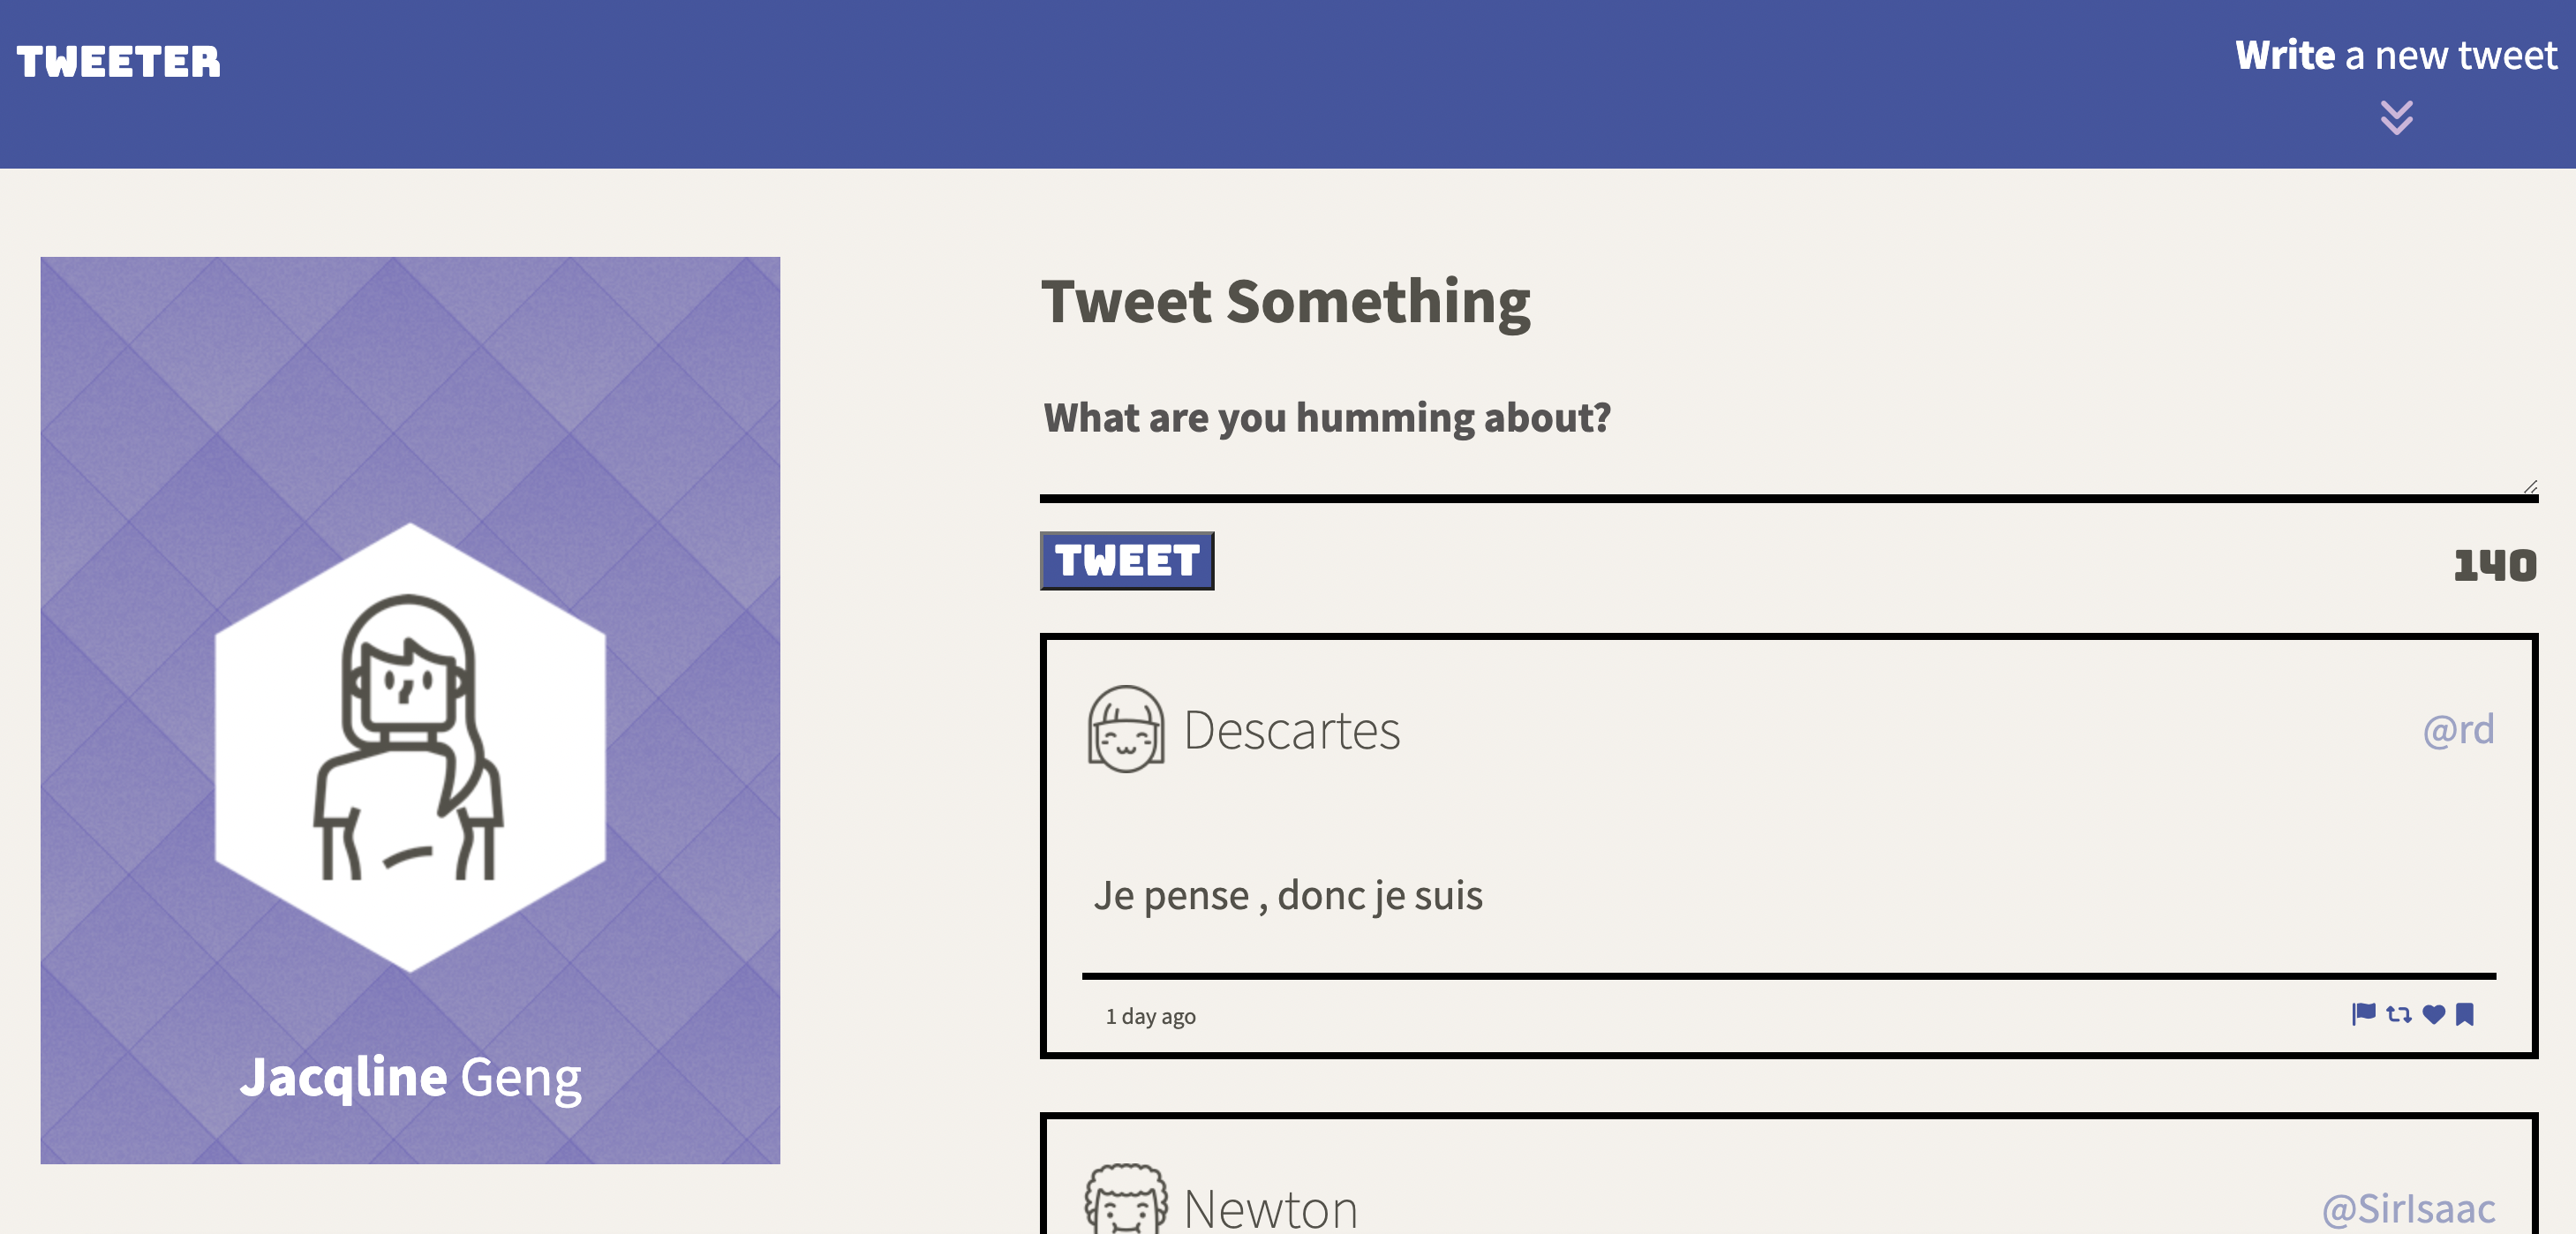 TWEETER
Write a new tweet
Jacqline Geng
Tweet Something
What are you humming about?
TWEET
140
Descartes
@rd
Je pense , donc je suis
1 day ago
Newton
@SirIsaac